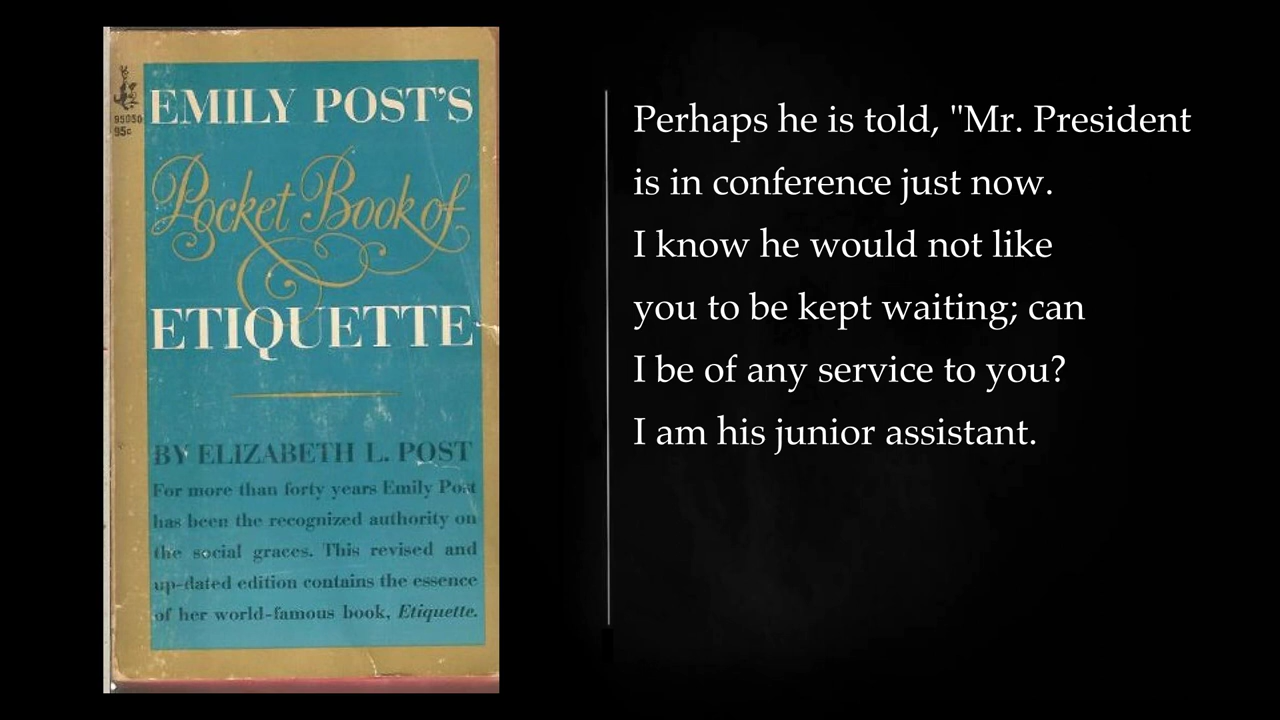 EMILY POST'S
Pocket Book of
ETIQUETTE
95050
95c
BY ELIZABETH L. POST
For more than forty years Emily Post
has been the recognized authority on
the social graces. This revised and
up-dated edition contains the essence
of her world-famous book, Etiquette.
Perhaps he is told, "Mr. President
is in conference just now.
I know he would not like
you to be kept waiting; can
I be of any service to you?
I am his junior assistant.